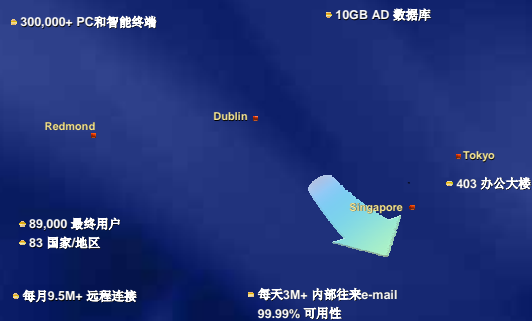 300,000+ PC和智能终端
10GB AD 数据库
Dublin
Redmond
Tokyo
403 办公大楼
Singapore
89,000 最终用户
83 国家/地区
每月9.5M+ 远程连接
每天3M+ 内部往来e-mail
99.99% 可用性